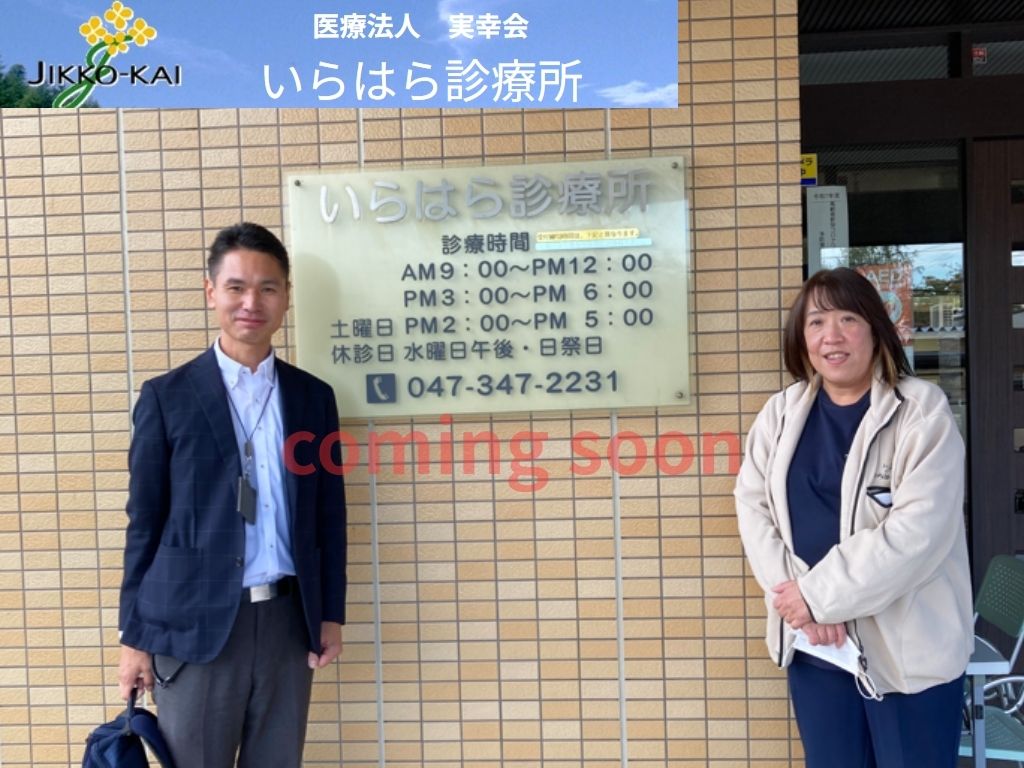 医療法人　実幸会
JIKKO-KAI
いらはら診療所
いらはら診療所
診療時間
AM9：00～PM12：00
PM3：00～PM 6：00
土曜日 PM2：00～PM 5：00
休診日 水曜日午後・日祭日
047-347-2231
coming soon
AED